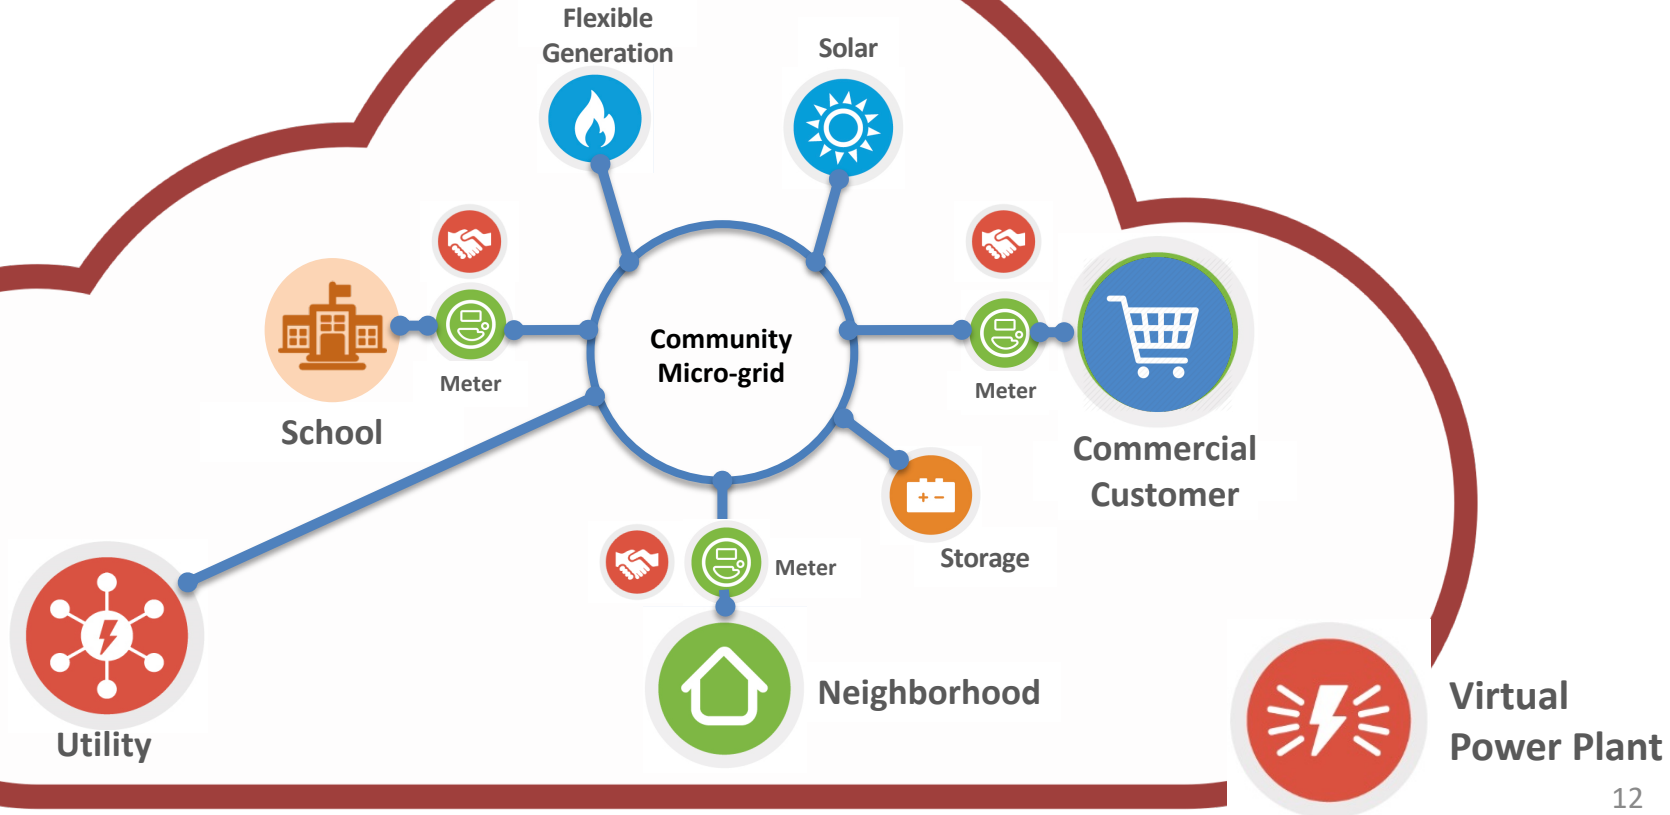 Flexible
Generation
Solar
Community
Micro-grid
Meter
Meter
School
Commercial
Customer
Storage
Meter
Neighborhood
Utility
Virtual
Power Plant
12